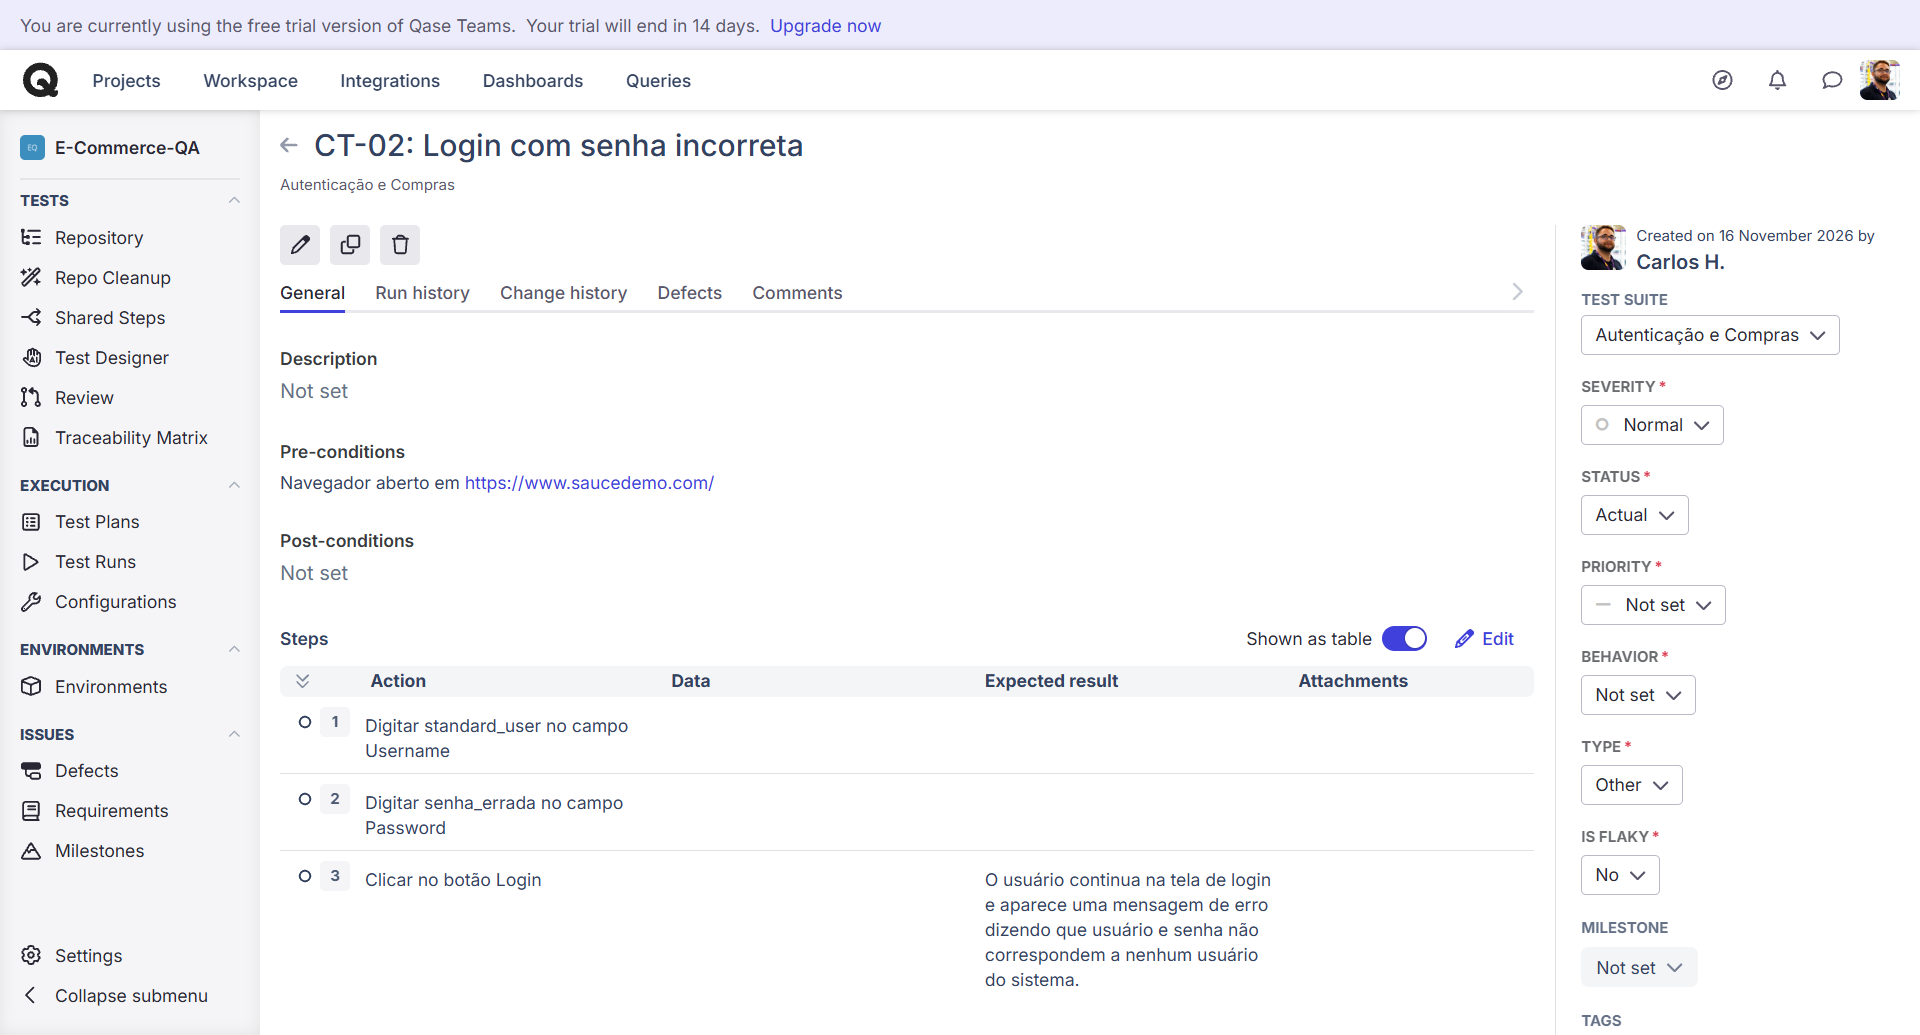 You are currently using the free trial version of Qase Teams. Your trial will end in 14 days. Upgrade now
Q Projects Workspace Integrations Dashboards Queries
EQ E-Commerce-QA
TESTS
Repository
Repo Cleanup
Shared Steps
Test Designer
Review
Traceability Matrix
EXECUTION
Test Plans
Test Runs
Configurations
ENVIRONMENTS
Environments
ISSUES
Defects
Requirements
Milestones
Settings
Collapse submenu
CT-02: Login com senha incorreta
Autenticação e Compras
General Run history Change history Defects Comments
Description
Not set
Pre-conditions
Navegador aberto em https://www.saucedemo.com/
Post-conditions
Not set
Steps Shown as table Edit
Action Data Expected result Attachments
1 Digitar standard_user no campo
Username
2 Digitar senha_errada no campo
Password
3 Clicar no botão Login
O usuário continua na tela de login
e aparece uma mensagem de erro
dizendo que usuário e senha não
correspondem a nenhum usuário
do sistema.
Created on 16 November 2026 by
Carlos H.
TEST SUITE
Autenticação e Compras
SEVERITY *
Normal
STATUS *
Actual
PRIORITY *
Not set
BEHAVIOR *
Not set
TYPE *
Other
IS FLAKY *
No
MILESTONE
Not set
TAGS